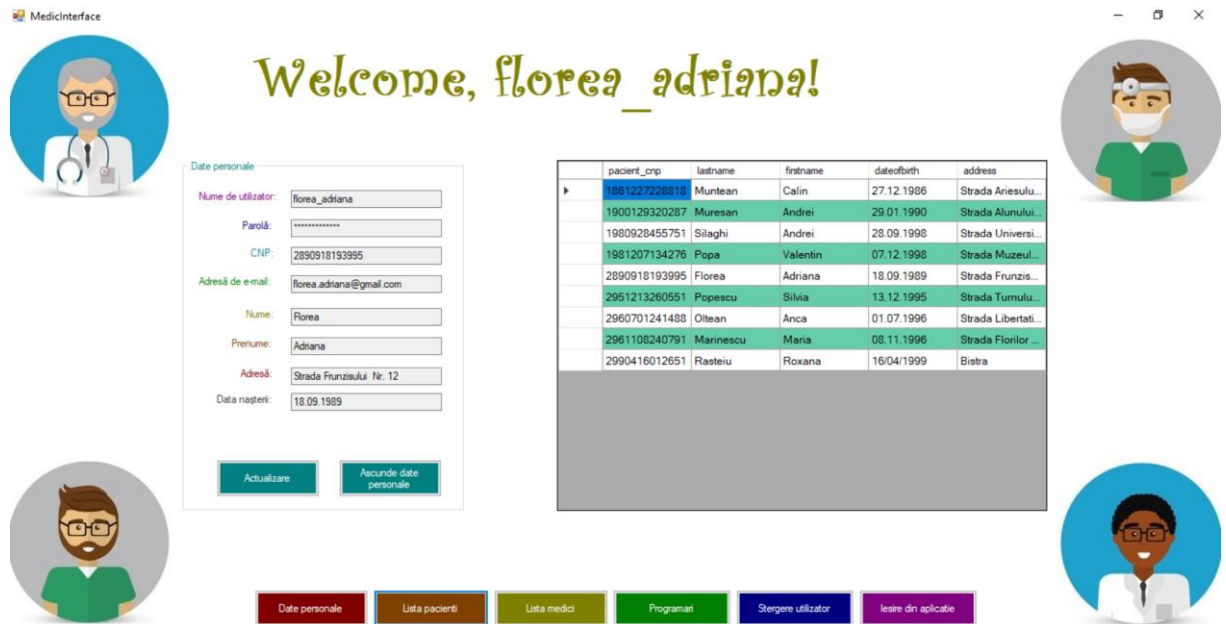 MedicInterface
Welcome, florea_adriana!
Date personale
Nume de utilizator: florea_adriana
Parolă: *************
CNP: 2890918193995
Adresă de e-mail: florea.adriana@gmail.com
Nume: Florea
Prenume: Adriana
Adresă: Strada Frunzisului Nr. 12
Data nașterii: 18.09.1989
Actualizare
Ascunde date
personale
pacient_cnp lastname firstname dateofbirth address
1861227228818 Muntean Calin 27.12.1986 Strada Ariesulu...
1900129320287 Muresan Andrei 29.01.1990 Strada Alunului...
1980928455751 Silaghi Andrei 28.09.1998 Strada Universi...
1981207134276 Popa Valentin 07.12.1998 Strada Muzeul...
2890918193995 Florea Adriana 18.09.1989 Strada Frunzis...
2951213260551 Popescu Silvia 13.12.1995 Strada Turnulu...
2960701241488 Oltean Anca 01.07.1996 Strada Libertati...
2961108240791 Marinescu Maria 08.11.1996 Strada Florilor ...
2990416012651 Rasteiu Roxana 16/04/1999 Bistra
Date personale
Lista pacienti
Lista medici
Programari
Stergere utilizator
Iesire din aplicatie